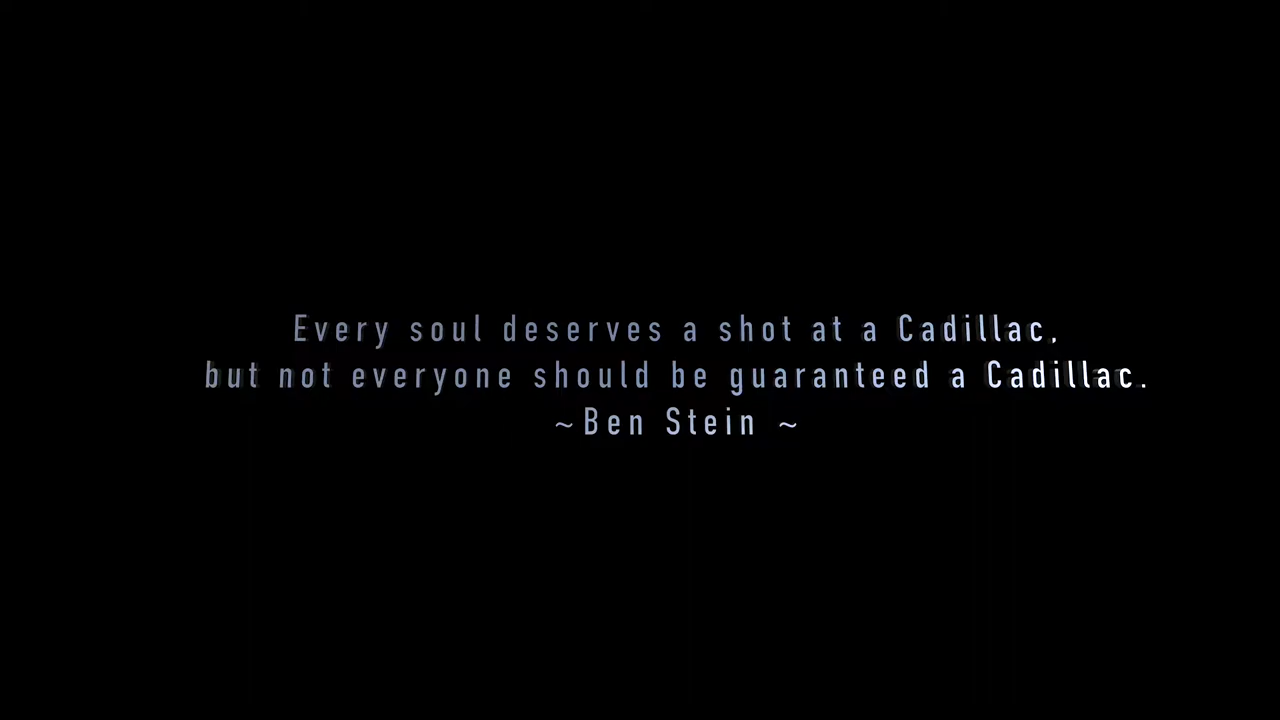 Every soul deserves a shot at a Cadillac,
but not everyone should be guaranteed a Cadillac.
~Ben Stein ~